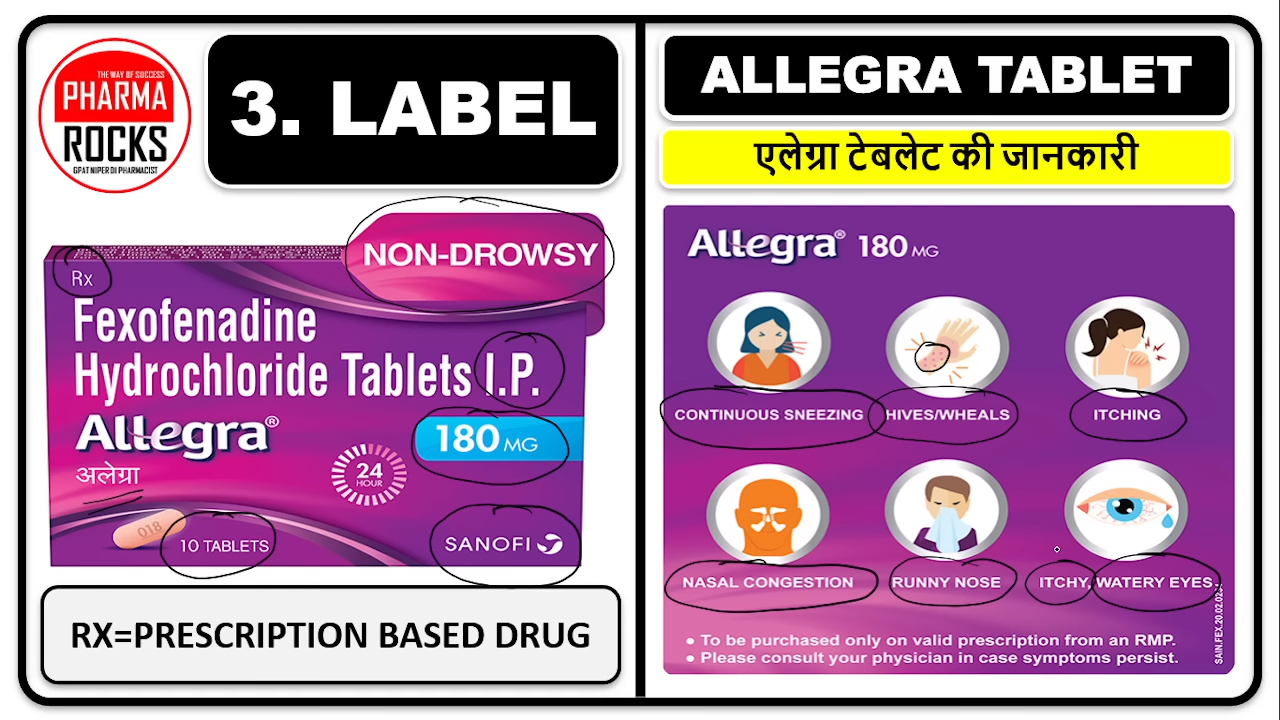 THE WAY OF SUCCESS
PHARMA
ROCKS
GPAT NIPER DI PHARMACIST
3. LABEL
NON-DROWSY
Rx
Fexofenadine
Hydrochloride Tablets I.P.
Allegra®
180 MG
अलेग्रा
24
HOUR
018
10 TABLETS
SANOFI
RX=PRESCRIPTION BASED DRUG
ALLEGRA TABLET
एलेग्रा टेबलेट की जानकारी
Allegra® 180 MG
CONTINUOUS SNEEZING
HIVES/WHEALS
ITCHING
NASAL CONGESTION
RUNNY NOSE
ITCHY, WATERY EYES..
• To be purchased only on valid prescription from an RMP.
• Please consult your physician in case symptoms persist.